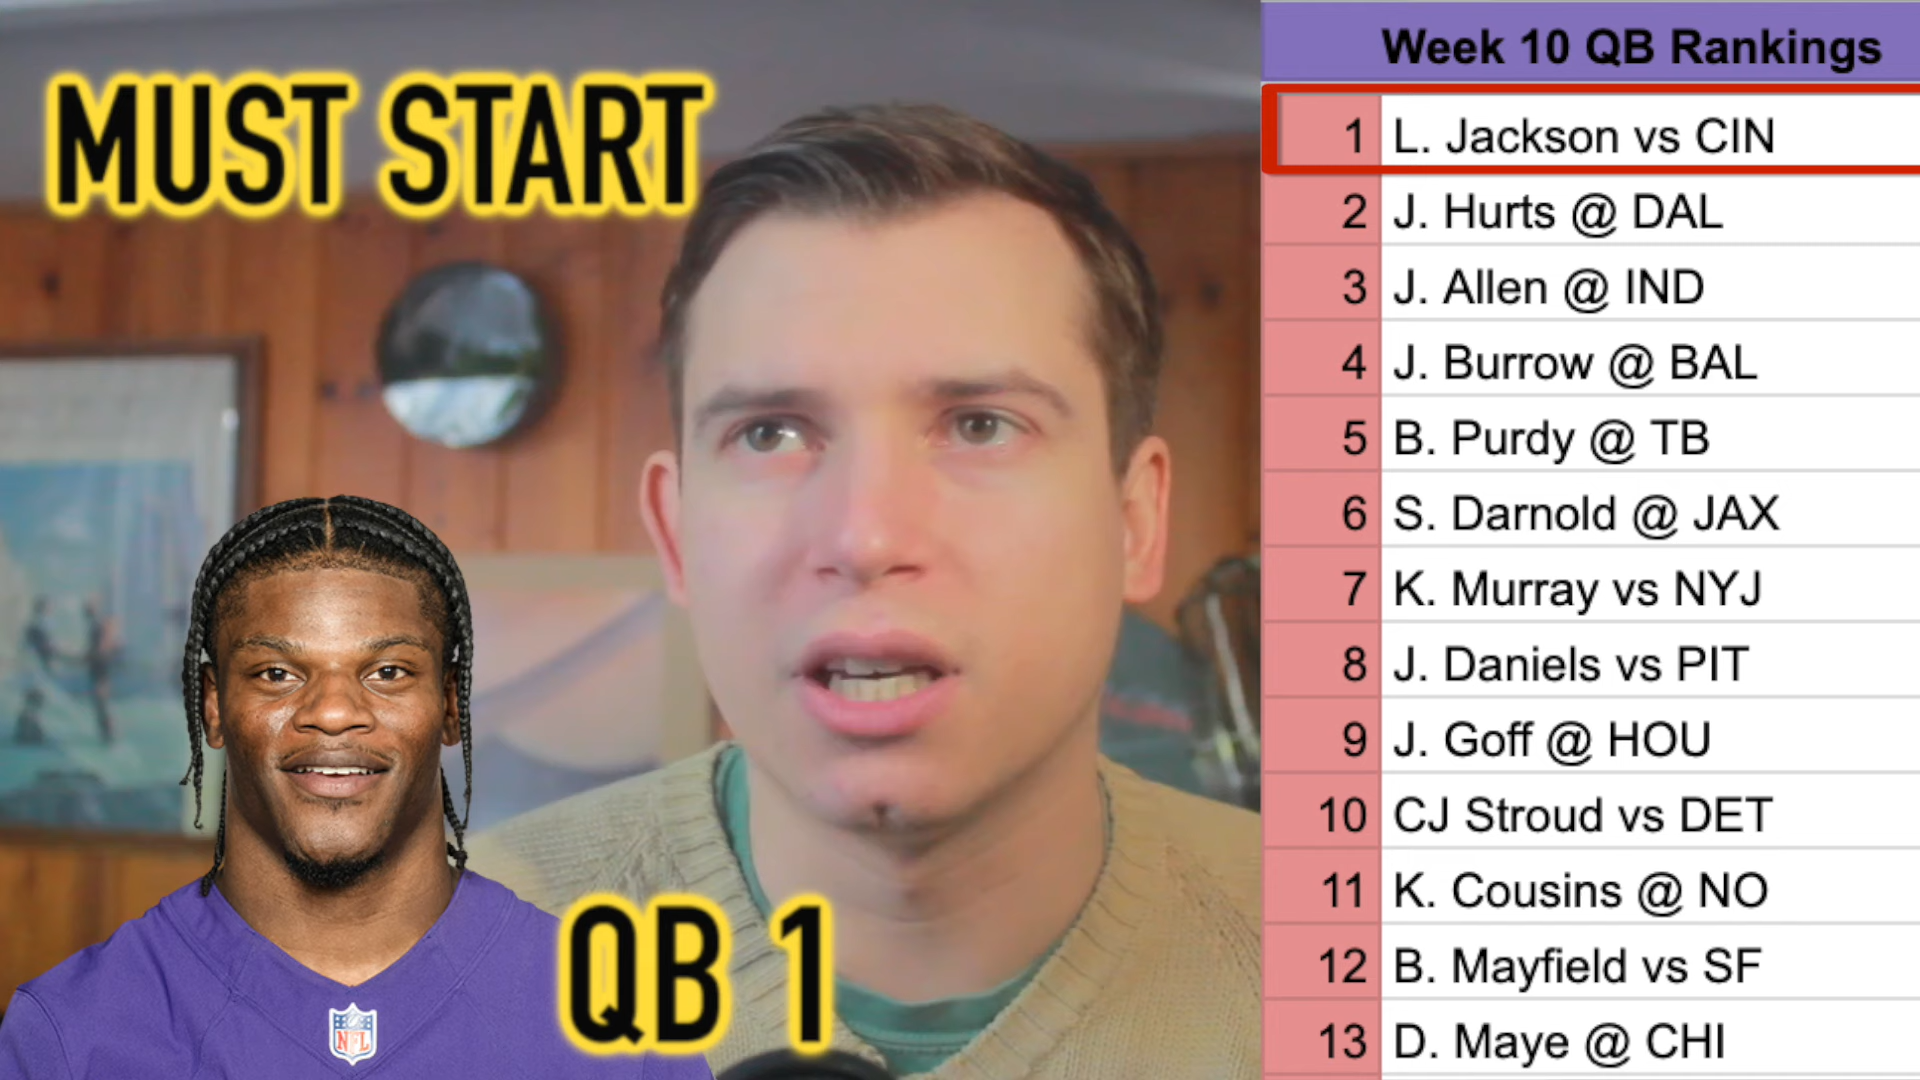 MUST START
QB 1
NFL
Week 10 QB Rankings
1 L. Jackson vs CIN
2 J. Hurts @ DAL
3 J. Allen @ IND
4 J. Burrow @ BAL
5 B. Purdy @ TB
6 S. Darnold @ JAX
7 K. Murray vs NYJ
8 J. Daniels vs PIT
9 J. Goff @ HOU
10 CJ Stroud vs DET
11 K. Cousins @ NO
12 B. Mayfield vs SF
13 D. Maye @ CHI